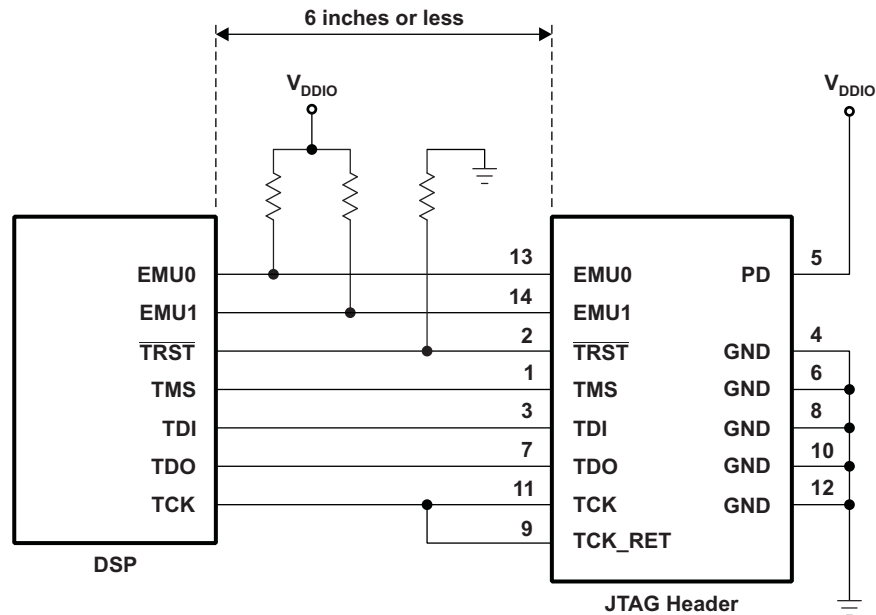 6 inches or less
VDDIO
VDDIO
13
EMU0
EMU0
PD
5
14
EMU1
EMU1
2
TRST
TRST
GND
4
1
TMS
TMS
GND
6
3
TDI
TDI
GND
8
7
TDO
TDO
GND
10
11
TCK
TCK
GND
12
9
TCK_RET
DSP
JTAG Header